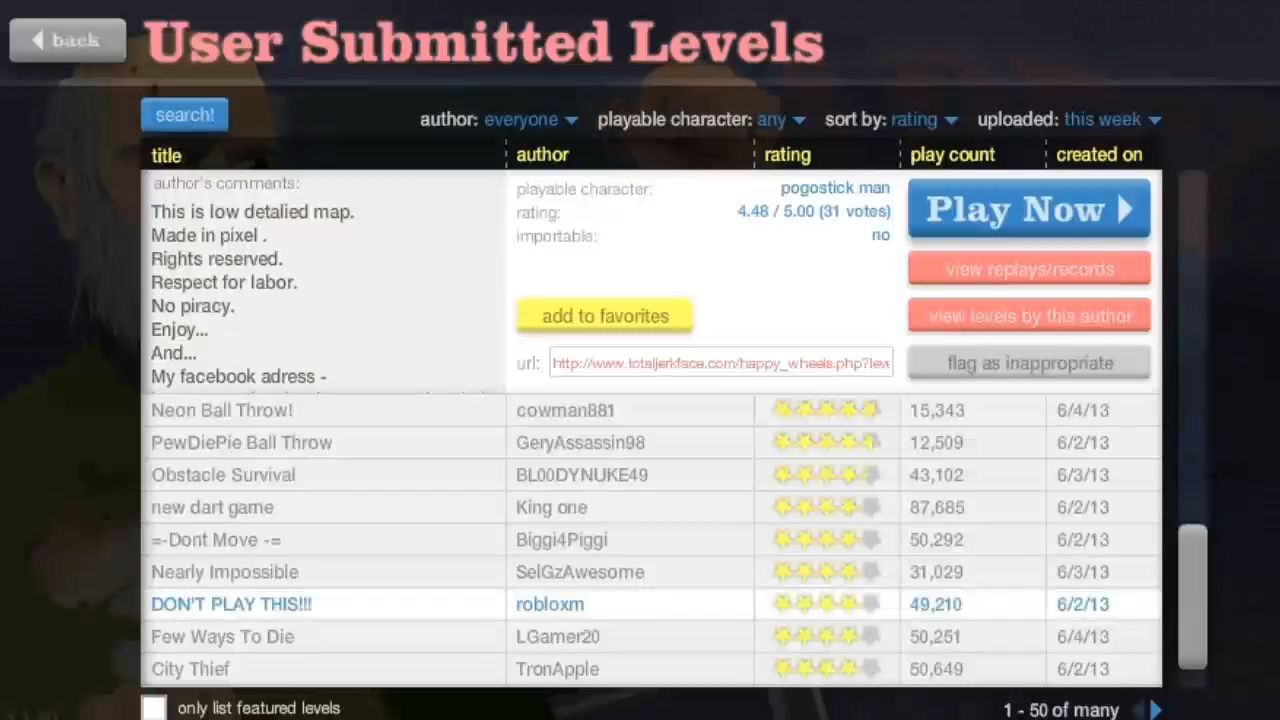 back
User Submitted Levels
search!
author: everyone playable character: any sort by: rating uploaded: this week
title author rating play count created on
author's comments:
This is low detalied map.
Made in pixel .
Rights reserved.
Respect for labor.
No piracy.
Enjoy...
And...
My facebook adress -
playable character: pogostick man
rating: 4.48 / 5.00 (31 votes)
importable: no
add to favorites
url: http://www.totaljerkface.com/happy_wheels.php?leve
Play Now
view replays/records
view levels by this author
flag as inappropriate
Neon Ball Throw! cowman881 15,343 6/4/13
PewDiePie Ball Throw GeryAssassin98 12,509 6/2/13
Obstacle Survival BL00DYNUKE49 43,102 6/3/13
new dart game King one 87,685 6/2/13
=-Dont Move -= Biggi4Piggi 50,292 6/2/13
Nearly Impossible SelGzAwesome 31,029 6/3/13
DON'T PLAY THIS!!! robloxm 49,210 6/2/13
Few Ways To Die LGamer20 50,251 6/4/13
City Thief TronApple 50,649 6/2/13
only list featured levels 1 - 50 of many